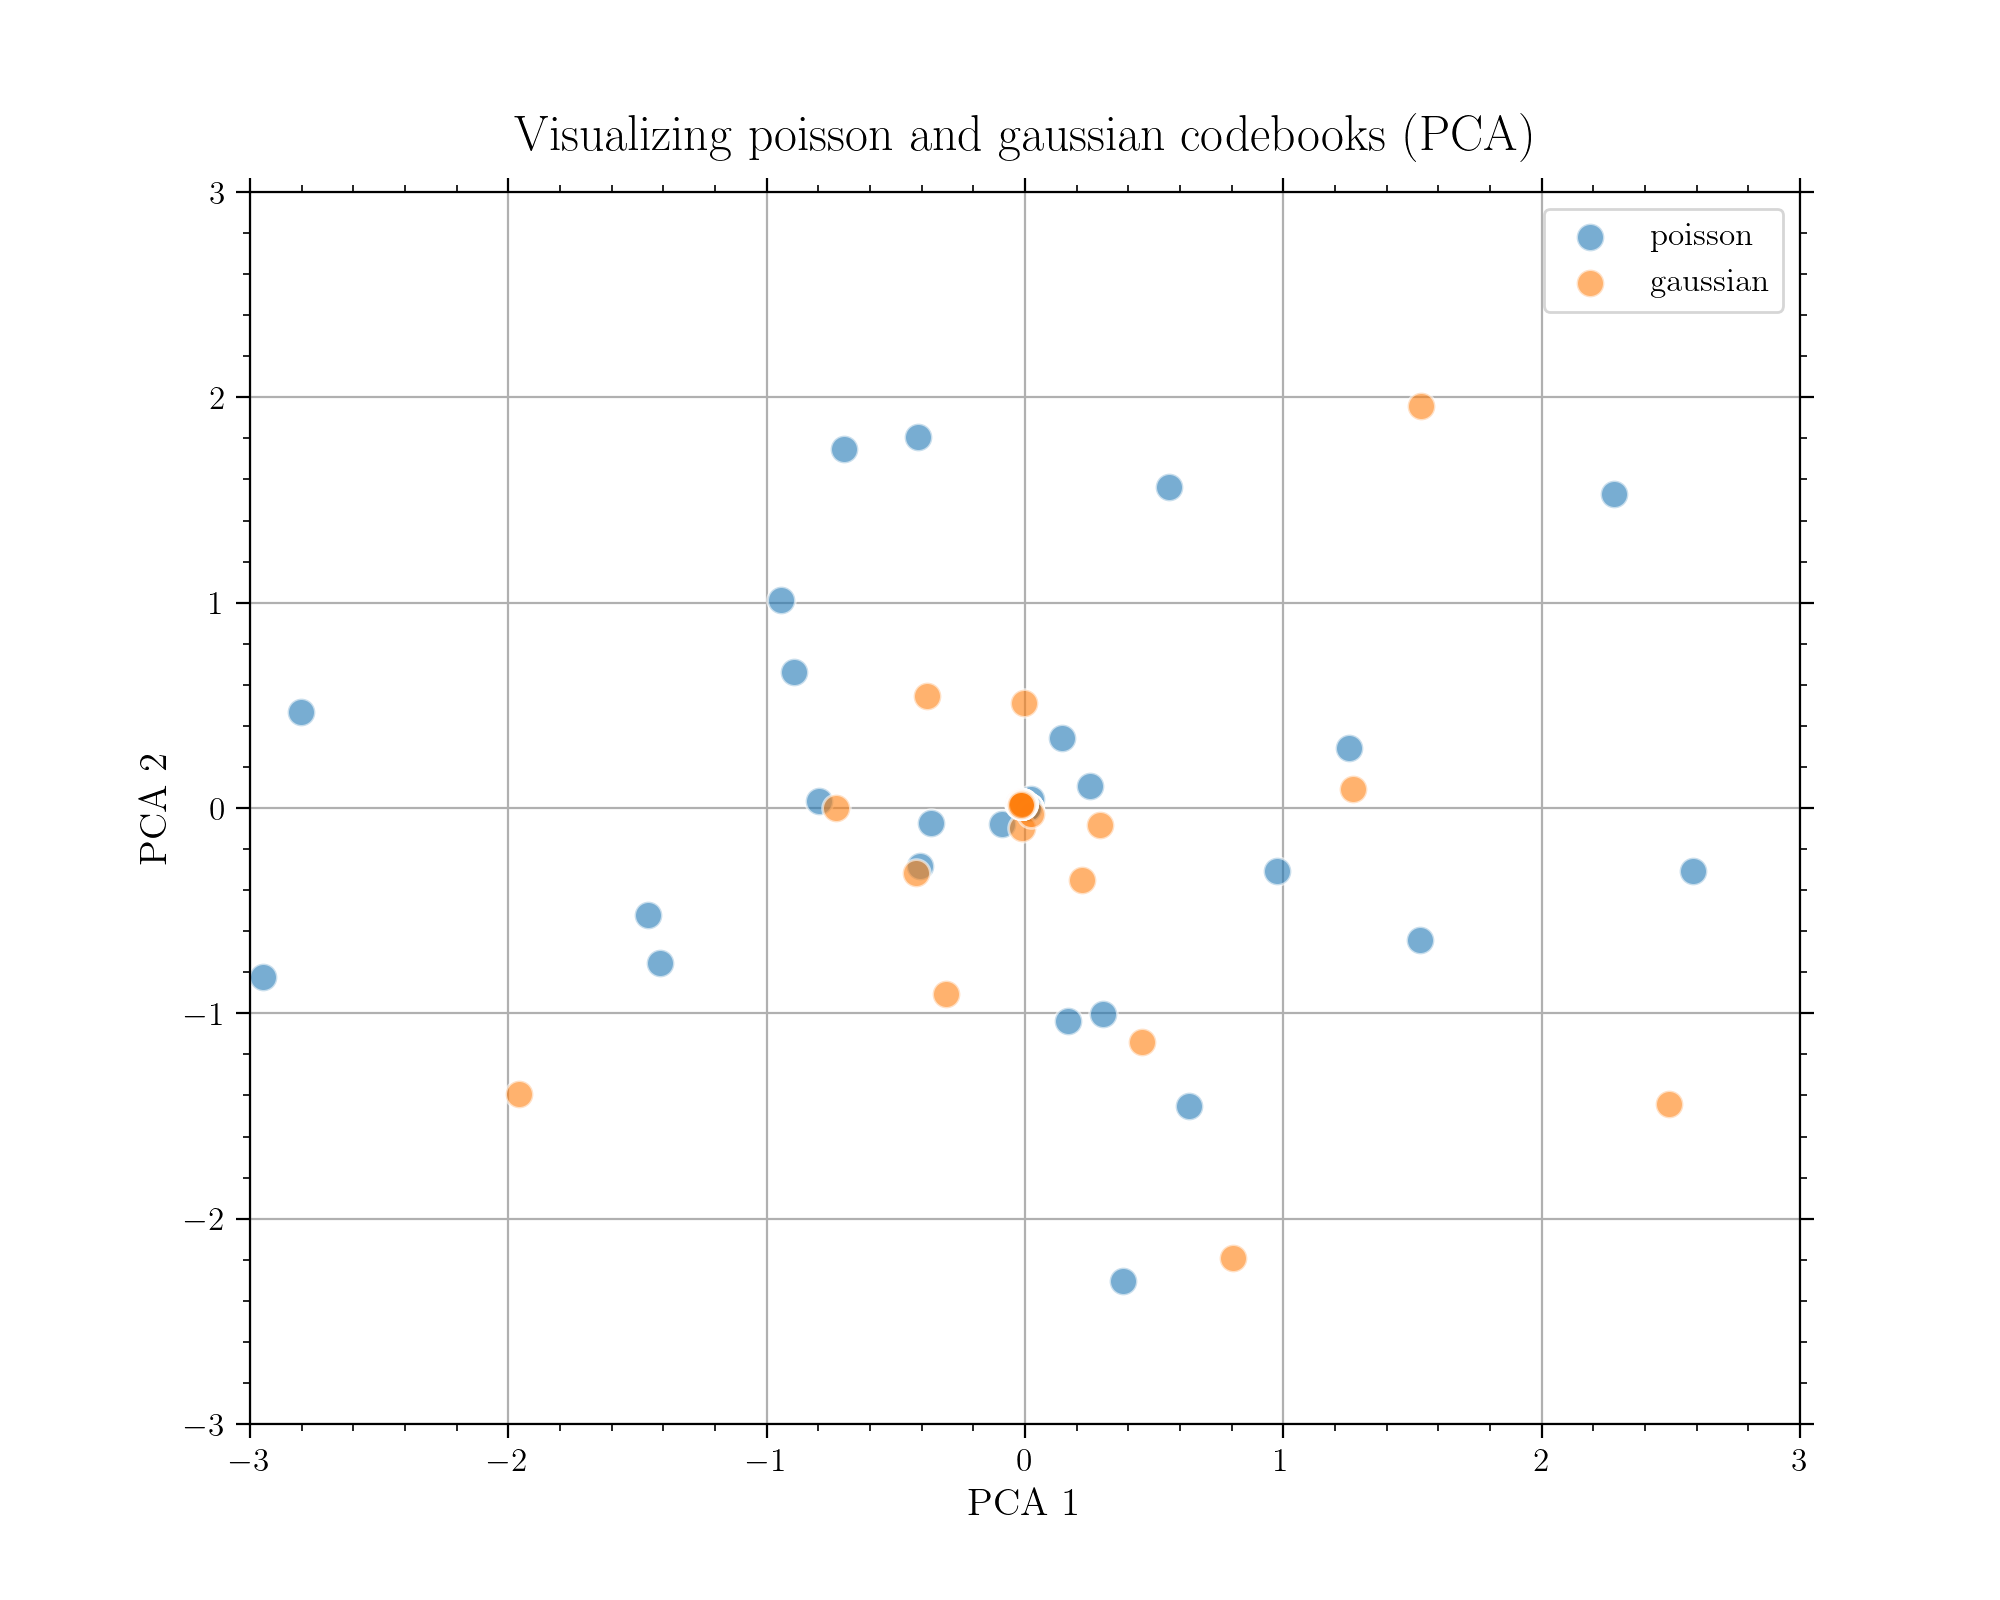 Visualizing poisson and gaussian codebooks (PCA)
poisson
gaussian
3
2
1
0
−1
−2
−3
PCA 2
−3
−2
−1
0
1
2
3
PCA 1